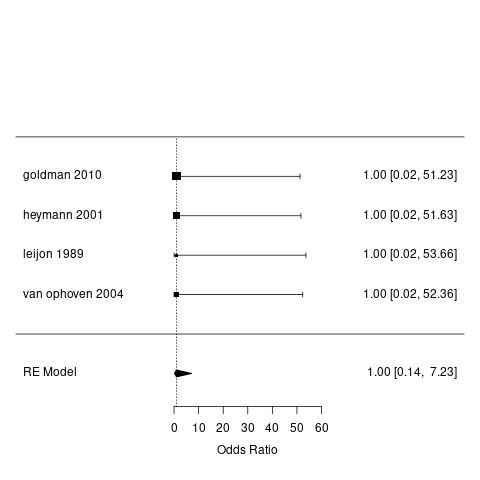 goldman 2010 1.00 [0.02, 51.23]
heymann 2001 1.00 [0.02, 51.63]
leijon 1989 1.00 [0.02, 53.66]
van ophoven 2004 1.00 [0.02, 52.36]
RE Model 1.00 [0.14, 7.23]
0 10 20 30 40 50 60
Odds Ratio